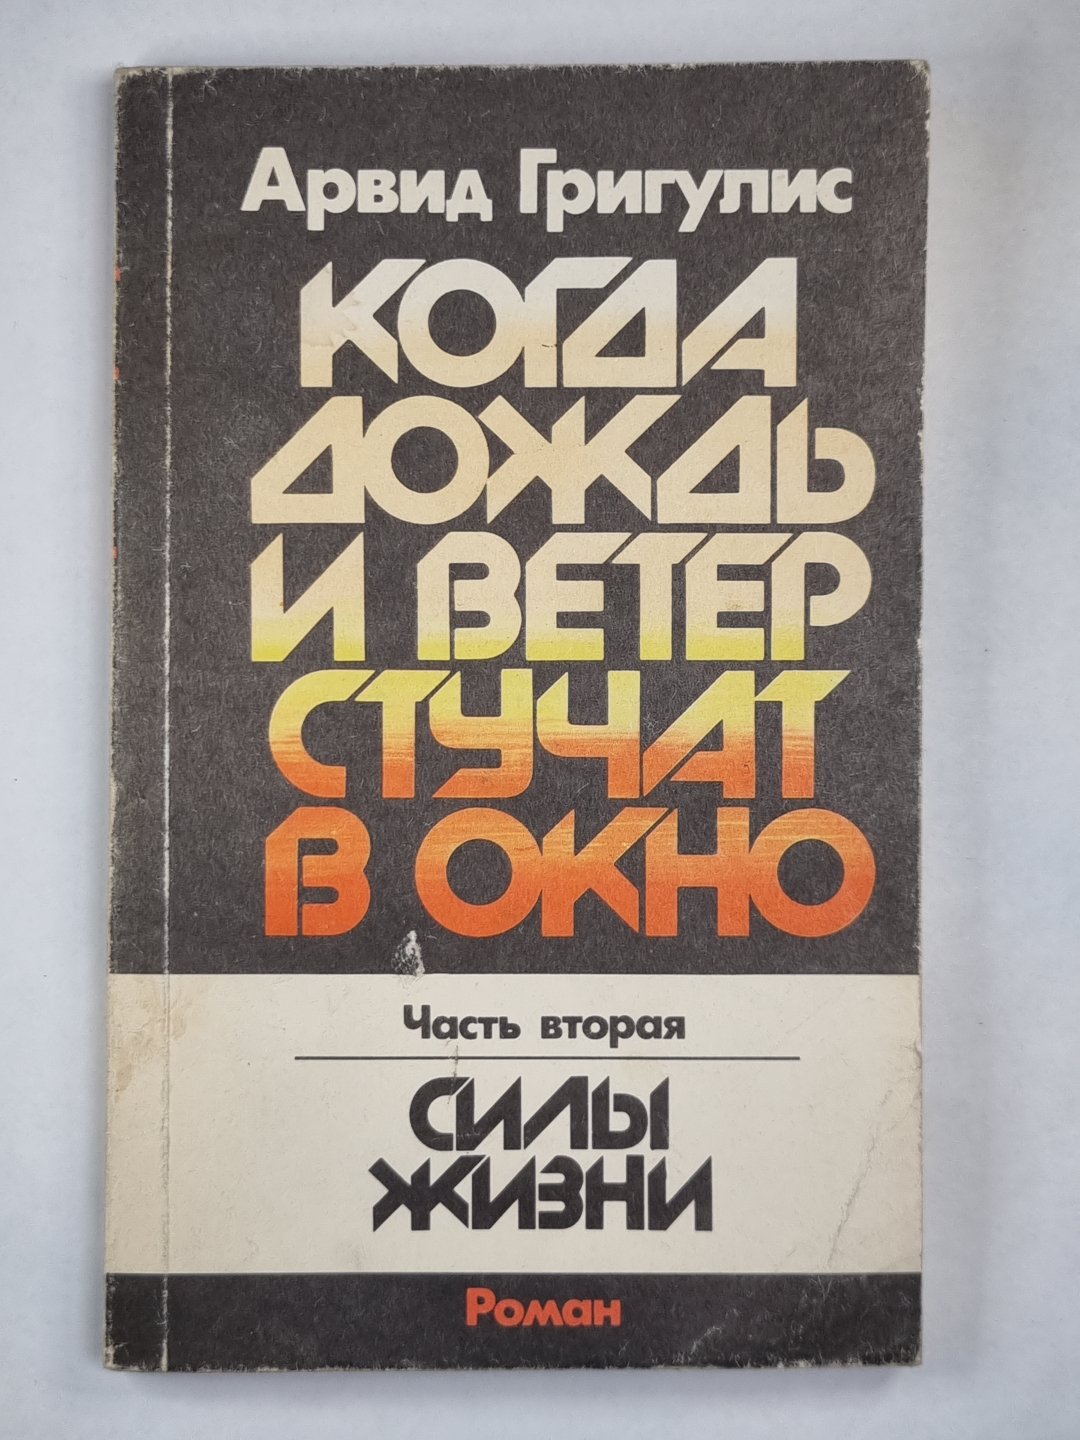 Арвид Григулис
КОГДА
ДОЖДЬ
И ВЕТЕР
СТУЧАТ
В ОКНО
Часть вторая
СИЛЫ
ЖИЗНИ
Роман